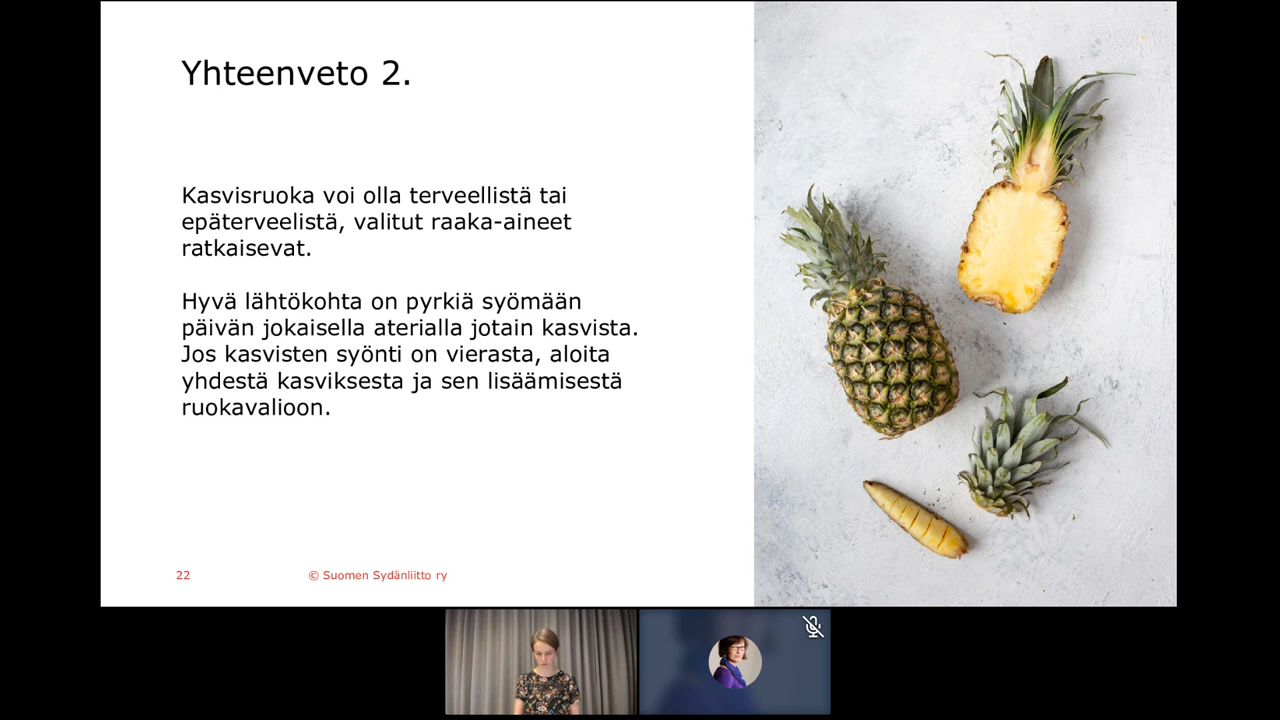 Yhteenveto 2.
Kasvisruoka voi olla terveellistä tai
epäterveelistä, valitut raaka-aineet
ratkaisevat.
Hyvä lähtökohta on pyrkiä syömään
päivän jokaisella aterialla jotain kasvista.
Jos kasvisten syönti on vierasta, aloita
yhdestä kasviksesta ja sen lisäämisestä
ruokavalioon.
22
© Suomen Sydänliitto ry